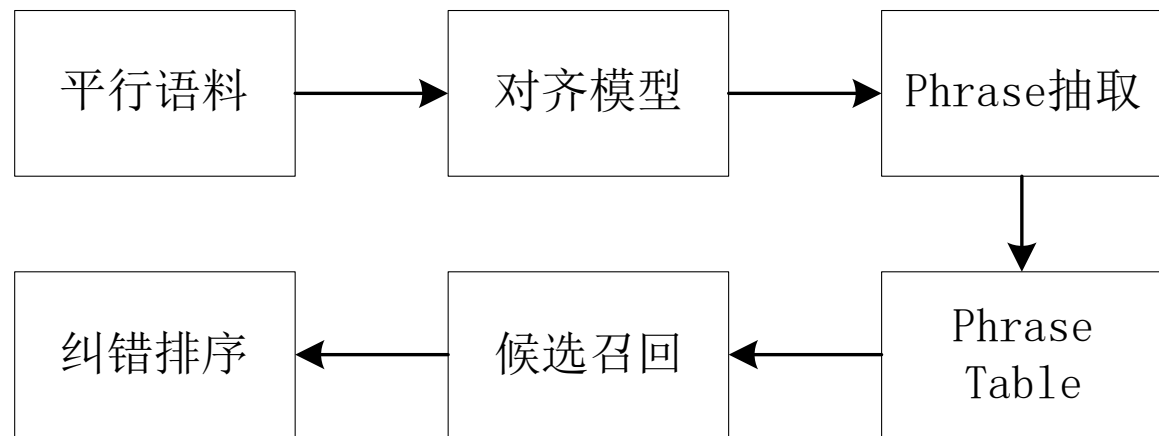 平行语料
对齐模型
Phrase抽取
Phrase
Table
候选召回
纠错排序